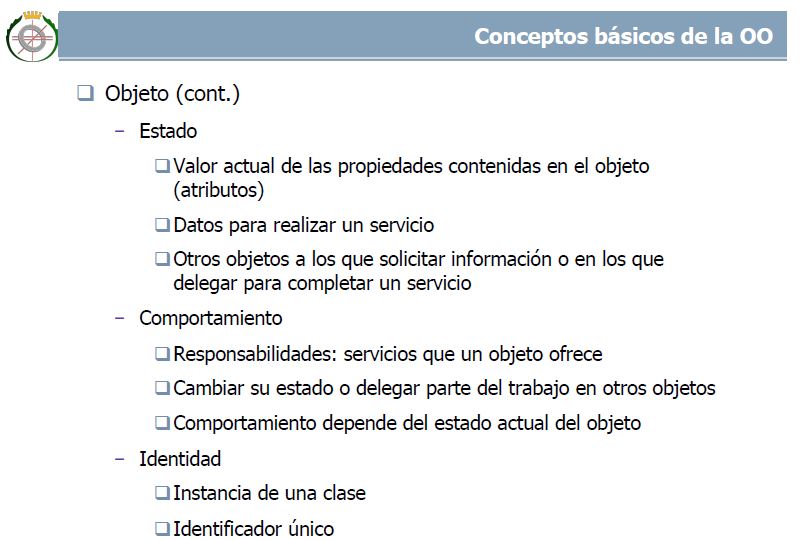 Conceptos básicos de la OO
❑ Objeto (cont.)
– Estado
❑ Valor actual de las propiedades contenidas en el objeto
(atributos)
❑ Datos para realizar un servicio
❑ Otros objetos a los que solicitar información o en los que
delegar para completar un servicio
– Comportamiento
❑ Responsabilidades: servicios que un objeto ofrece
❑ Cambiar su estado o delegar parte del trabajo en otros objetos
❑ Comportamiento depende del estado actual del objeto
– Identidad
❑ Instancia de una clase
❑ Identificador único